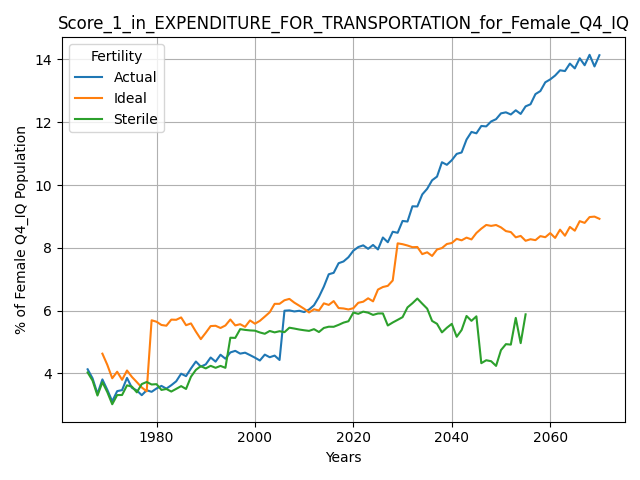 Score_1_in_EXPENDITURE_FOR_TRANSPORTATION_for_Female_Q4_IQ
Fertility
Actual
Ideal
Sterile
% of Female Q4_IQ Population
14
12
10
8
6
4
1980
2000
2020
2040
2060
Years